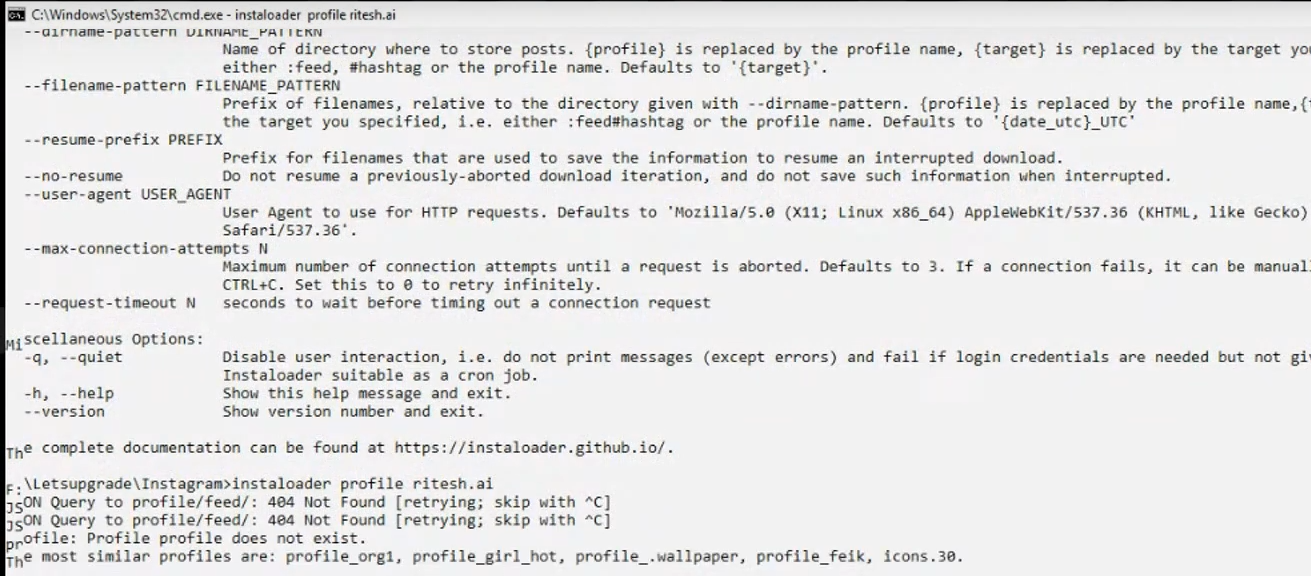 C:\Windows\System32\cmd.exe - instaloader profile ritesh.ai
--dirname-pattern DIRNAME_PATTERN
Name of directory where to store posts. {profile} is replaced by the profile name, {target} is replaced by the target you
either :feed, #hashtag or the profile name. Defaults to '{target}'.
--filename-pattern FILENAME_PATTERN
Prefix of filenames, relative to the directory given with --dirname-pattern. {profile} is replaced by the profile name,{t
the target you specified, i.e. either :feed#hashtag or the profile name. Defaults to '{date_utc}_UTC'
--resume-prefix PREFIX
Prefix for filenames that are used to save the information to resume an interrupted download.
--no-resume Do not resume a previously-aborted download iteration, and do not save such information when interrupted.
--user-agent USER_AGENT
User Agent to use for HTTP requests. Defaults to 'Mozilla/5.0 (X11; Linux x86_64) AppleWebKit/537.36 (KHTML, like Gecko)
Safari/537.36'.
--max-connection-attempts N
Maximum number of connection attempts until a request is aborted. Defaults to 3. If a connection fails, it can be manual
CTRL+C. Set this to 0 to retry infinitely.
--request-timeout N seconds to wait before timing out a connection request
Miscellaneous Options:
-q, --quiet Disable user interaction, i.e. do not print messages (except errors) and fail if login credentials are needed but not giv
Instaloader suitable as a cron job.
-h, --help Show this help message and exit.
--version Show version number and exit.
The complete documentation can be found at https://instaloader.github.io/.
F:\Letsupgrade\Instagram>instaloader profile ritesh.ai
JSON Query to profile/feed/: 404 Not Found [retrying; skip with ^C]
JSON Query to profile/feed/: 404 Not Found [retrying; skip with ^C]
profile: Profile profile does not exist.
The most similar profiles are: profile_org1, profile_girl_hot, profile_.wallpaper, profile_feik, icons.30.